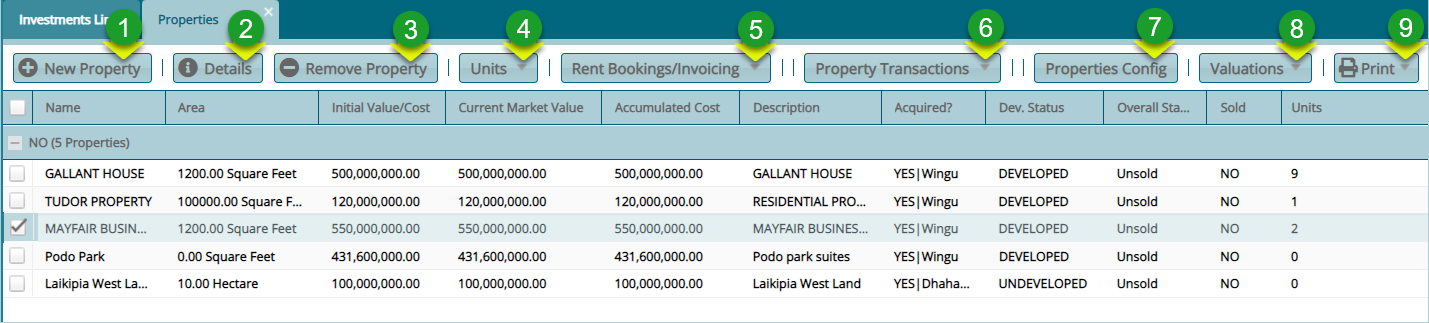 Investments Li
Properties
1 2 3 4 5 6 7 8 9
New Property Details Remove Property Units Rent Bookings/Invoicing Property Transactions Properties Config Valuations Print
Name Area Initial Value/Cost Current Market Value Accumulated Cost Description Acquired? Dev. Status Overall Sta... Sold Units
NO (5 Properties)
GALLANT HOUSE 1200.00 Square Feet 500,000,000.00 500,000,000.00 500,000,000.00 GALLANT HOUSE YES|Wingu DEVELOPED Unsold NO 9
TUDOR PROPERTY 100000.00 Square F... 120,000,000.00 120,000,000.00 120,000,000.00 RESIDENTIAL PRO... YES|Wingu DEVELOPED Unsold NO 1
MAYFAIR BUSIN... 1200.00 Square Feet 550,000,000.00 550,000,000.00 550,000,000.00 MAYFAIR BUSINES... YES|Wingu DEVELOPED Unsold NO 2
Podo Park 0.00 Square Feet 431,600,000.00 431,600,000.00 431,600,000.00 Podo park suites YES|Wingu DEVELOPED Unsold NO 0
Laikipia West La... 10.00 Hectare 100,000,000.00 100,000,000.00 100,000,000.00 Laikipia West Land YES|Dhaha... UNDEVELOPED Unsold NO 0